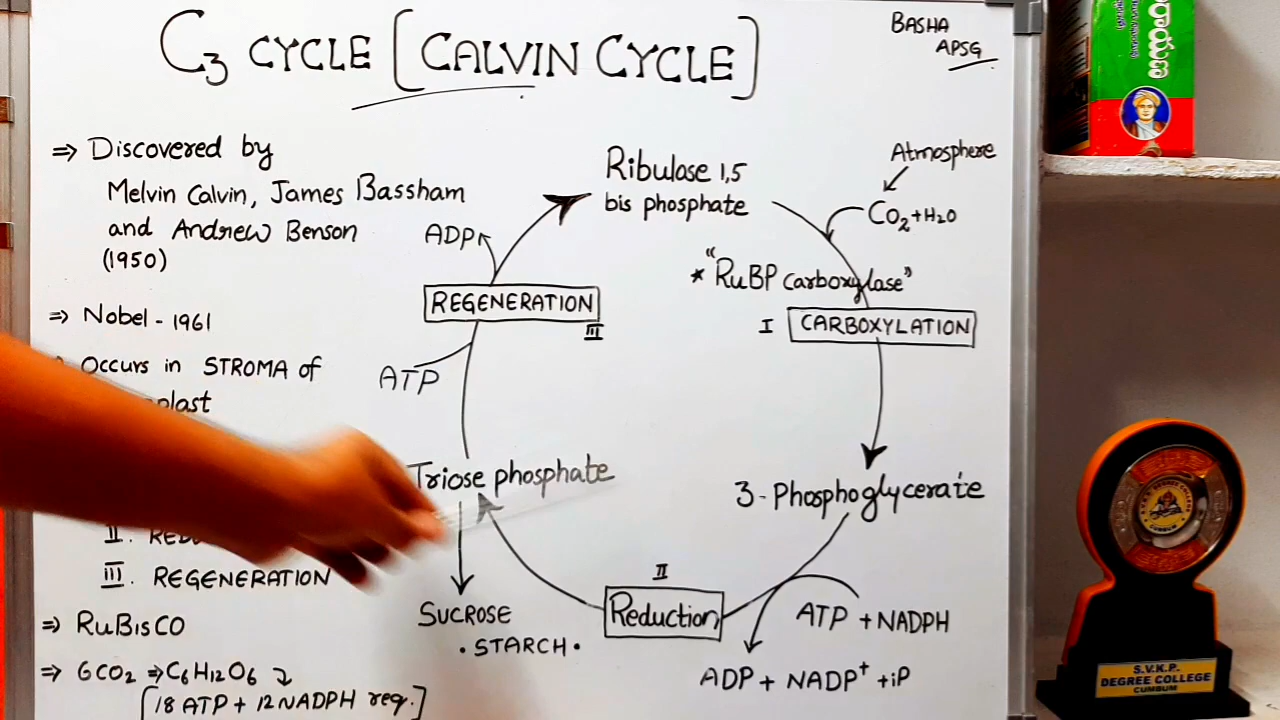 C3 CYCLE [CALVIN CYCLE]
BASHA
APSG
⇒ Discovered by
Melvin Calvin, James Bassham
and Andrew Benson
(1950)
⇒ Nobel - 1961
Occurs in STROMA of
II. 
III. REGENERATION
⇒ RuBisCO
⇒ 6CO2 ⇒ C6H12O6
[18 ATP + 12 NADPH req.]
Ribulase 1,5
bis phosphate
Atmosphere
CO2 + H2O
* "RuBP carboxylase"
I CARBOXYLATION
3-Phosphoglycerate
ATP + NADPH
ADP + NADP+ + iP
II
Reduction
Triose phosphate
SUCROSE
. STARCH .
ATP
REGENERATION
III
ADP
S.V.K.P.
DEGREE COLLEGE
CUMBUM